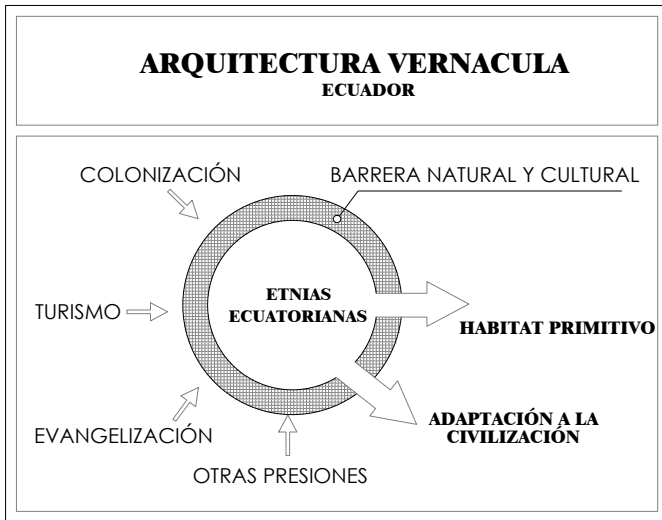 ARQUITECTURA VERNACULA
ECUADOR
COLONIZACIÓN
BARRERA NATURAL Y CULTURAL
TURISMO
ETNIAS
ECUATORIANAS
HABITAT PRIMITIVO
EVANGELIZACIÓN
ADAPTACIÓN A LA
CIVILIZACIÓN
OTRAS PRESIONES